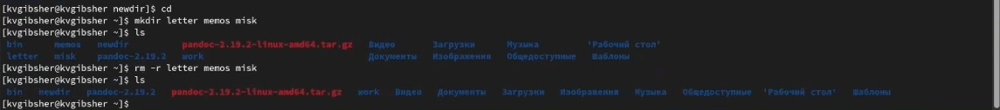 [kvgibsher@kvgibsher newdir]$ cd
[kvgibsher@kvgibsher ~]$ mkdir letter memos misk
[kvgibsher@kvgibsher ~]$ ls
bin memos newdir pandoc-2.19.2-linux-amd64.tar.gz Видео Загрузки Музыка 'Рабочий стол'
letter misk pandoc-2.19.2 work Документы Изображения Общедоступные Шаблоны
[kvgibsher@kvgibsher ~]$ rm -r letter memos misk
[kvgibsher@kvgibsher ~]$ ls
bin newdir pandoc-2.19.2 pandoc-2.19.2-linux-amd64.tar.gz work Видео Документы Загрузки Изображения Музыка Общедоступные 'Рабочий стол' Шаблоны
[kvgibsher@kvgibsher ~]$